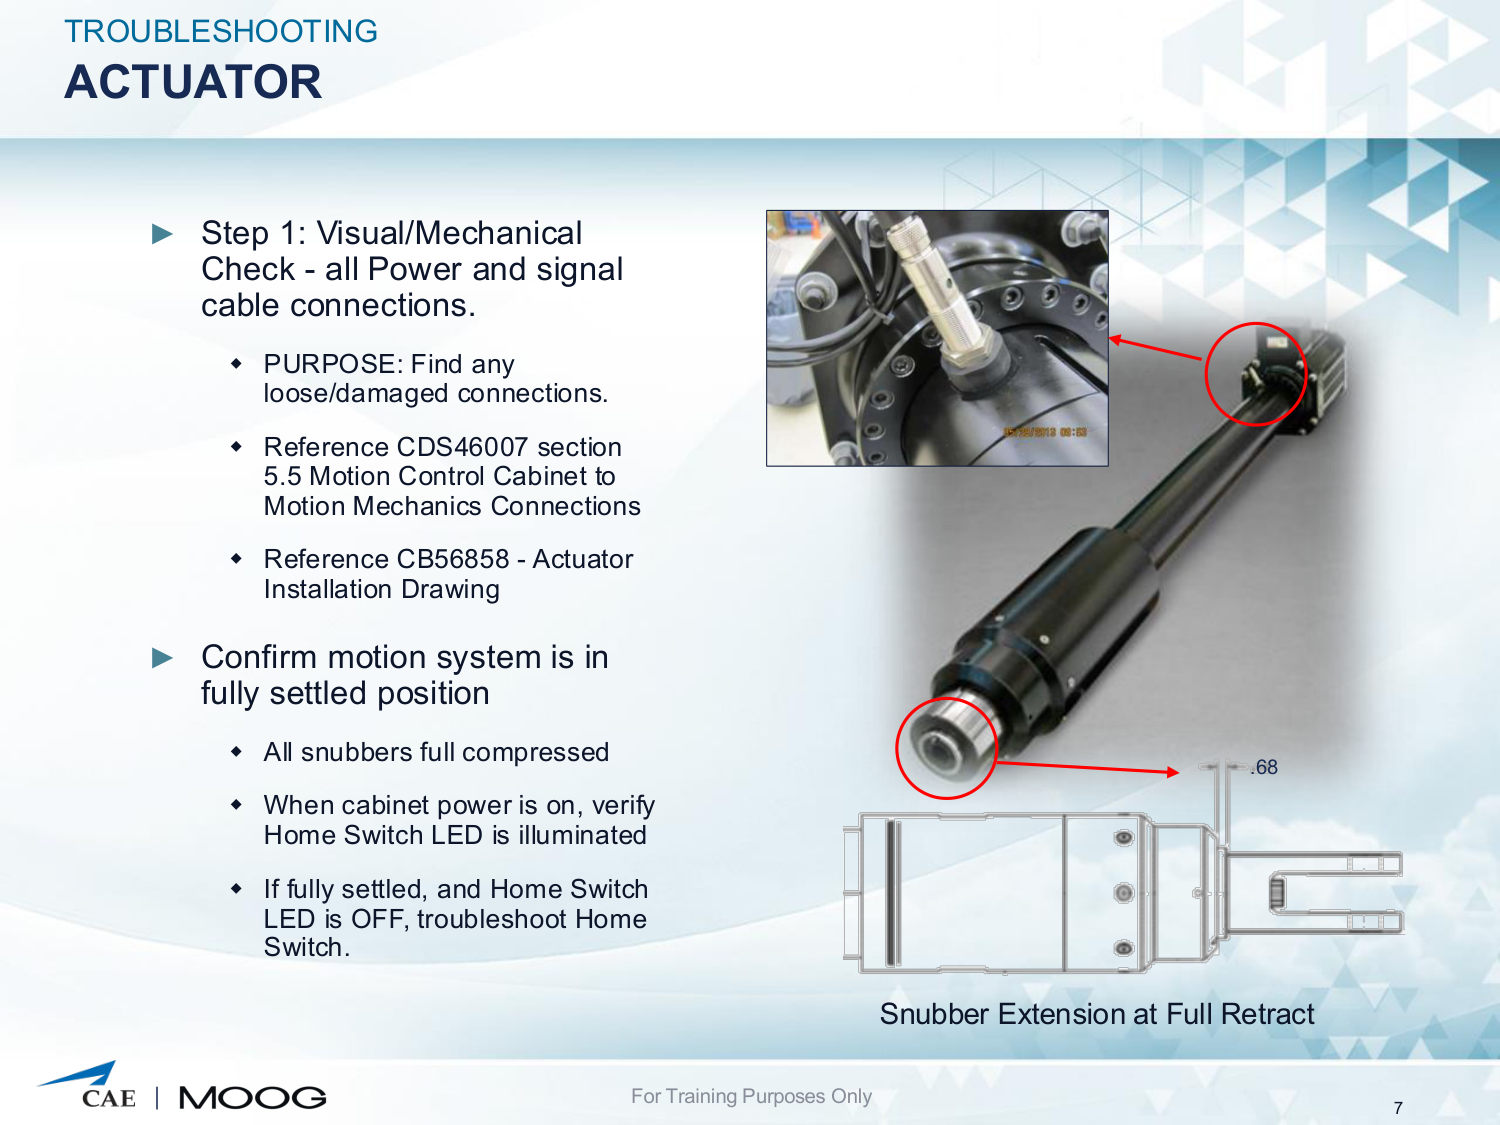 TROUBLESHOOTING
ACTUATOR
► Step 1: Visual/Mechanical
Check - all Power and signal
cable connections.
◆ PURPOSE: Find any
loose/damaged connections.
◆ Reference CDS46007 section
5.5 Motion Control Cabinet to
Motion Mechanics Connections
◆ Reference CB56858 - Actuator
Installation Drawing
► Confirm motion system is in
fully settled position
◆ All snubbers full compressed
◆ When cabinet power is on, verify
Home Switch LED is illuminated
◆ If fully settled, and Home Switch
LED is OFF, troubleshoot Home
Switch.
.68
Snubber Extension at Full Retract
CAE | MOOG
For Training Purposes Only
7